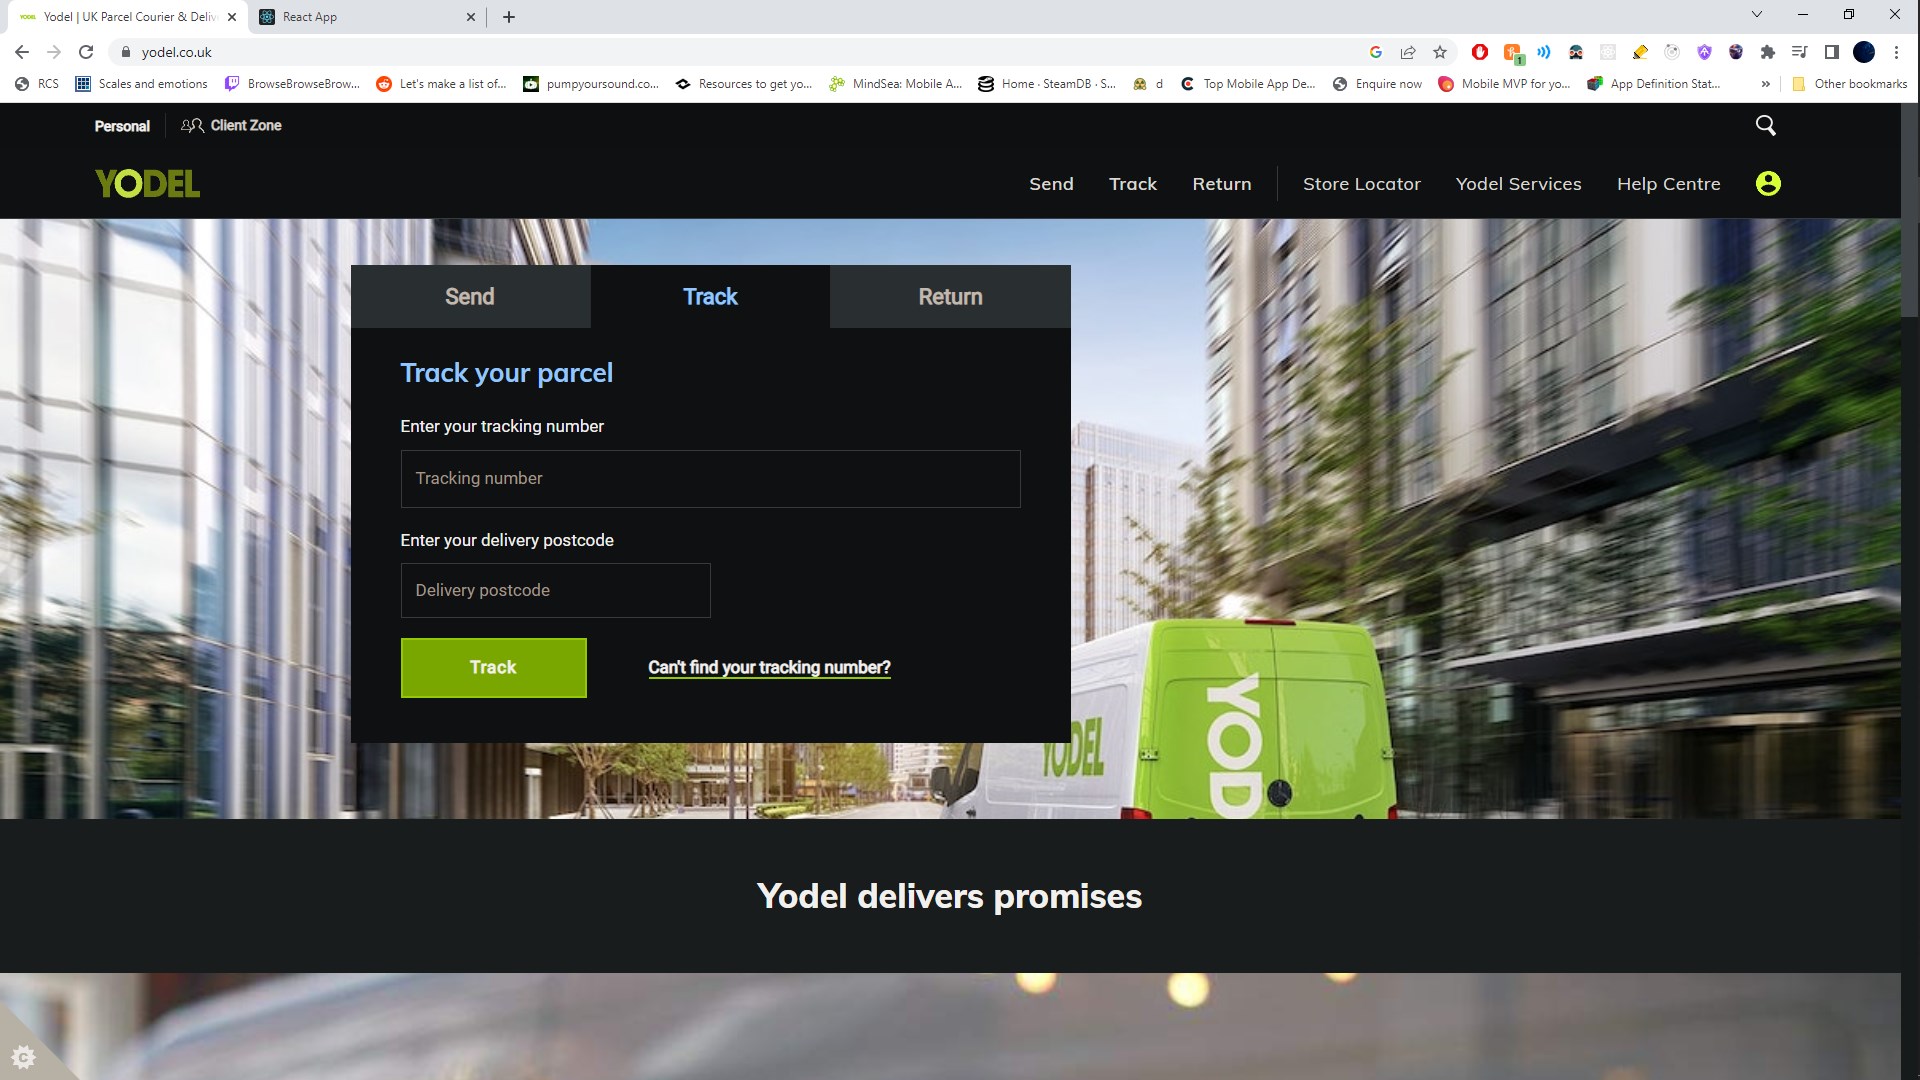 Yodel | UK Parcel Courier & Deliv
React App
yodel.co.uk
1
RCS
Scales and emotions
BrowseBrowseBrow...
Let's make a list of...
pumpyoursound.co...
Resources to get yo...
MindSea: Mobile A...
Home · SteamDB · S...
d
Top Mobile App De...
Enquire now
Mobile MVP for yo...
App Definition Stat...
»
Other bookmarks
Personal
Client Zone
YODEL
Send
Track
Return
Store Locator
Yodel Services
Help Centre
Send
Track
Return
Track your parcel
Enter your tracking number
Tracking number
Enter your delivery postcode
Delivery postcode
Track
Can't find your tracking number?
YODEL
YOD
Yodel delivers promises
C